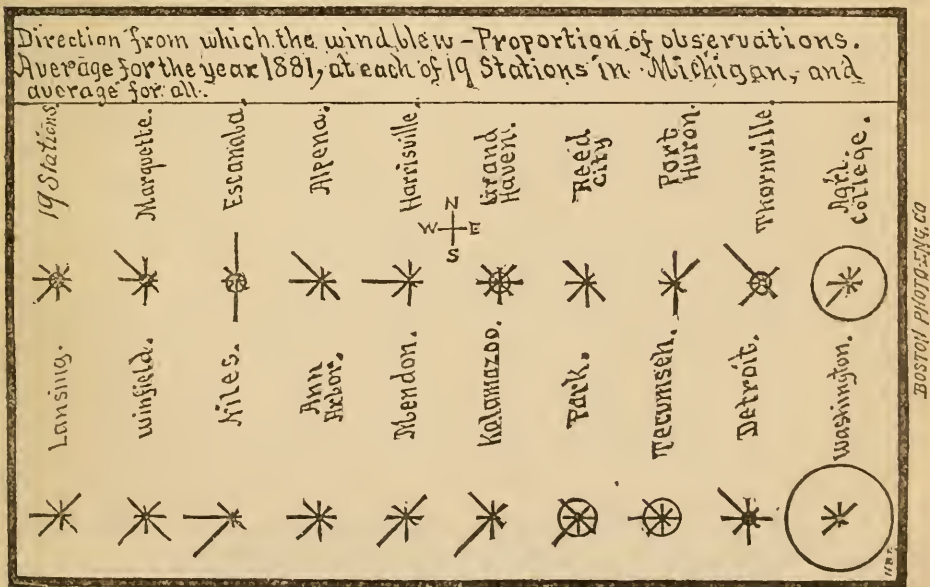 Direction from which the wind blew - Proportion of observations.
Average for the year 1881, at each of 19 Stations in Michigan, and
average for all.
19 Stations.
Marquette.
Escanaba.
Alpena.
Harrisville.
Grand
Haven.
Reed
City
Port
Huron.
Thornville.
Agrl.
College.
N
W E
S
Lansing.
Winfield.
Niles.
Ann
Arbor.
Mendon.
Kalamazoo.
Park.
Tecumseh.
Detroit.
Washington.
BOSTON PHOTO-ENG. CO